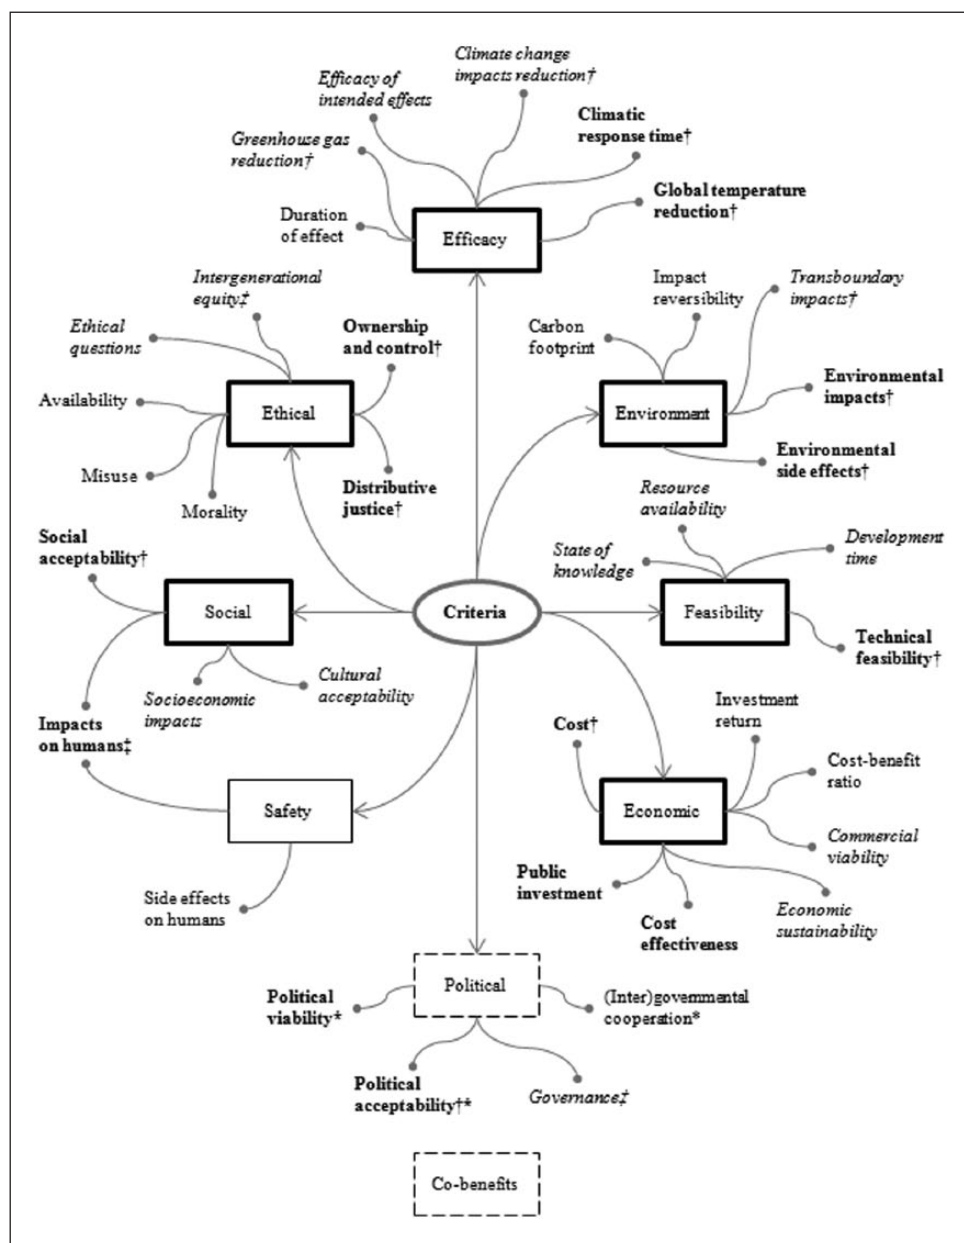 Climate change
impacts reduction†
Efficacy of
intended effects
Climatic
response time†
Greenhouse gas
reduction†
Global temperature
reduction†
Duration
of effect
Efficacy
Intergenerational
equity‡
Impact
reversibility
Transboundary
impacts†
Ethical
questions
Ownership
and control†
Carbon
footprint
Environmental
impacts†
Availability
Ethical
Environment
Misuse
Distributive
justice†
Environmental
side effects†
Morality
Resource
availability
Social
acceptability†
State of
knowledge
Development
time
Social
Criteria
Feasibility
Technical
feasibility†
Cultural
acceptability
Socioeconomic
impacts
Impacts
on humans‡
Cost†
Investment
return
Cost-benefit
ratio
Safety
Economic
Commercial
viability
Public
investment
Side effects
on humans
Cost
effectiveness
Economic
sustainability
Political
Political
viability*
(Inter)governmental
cooperation*
Political
acceptability†*
Governance‡
Co-benefits